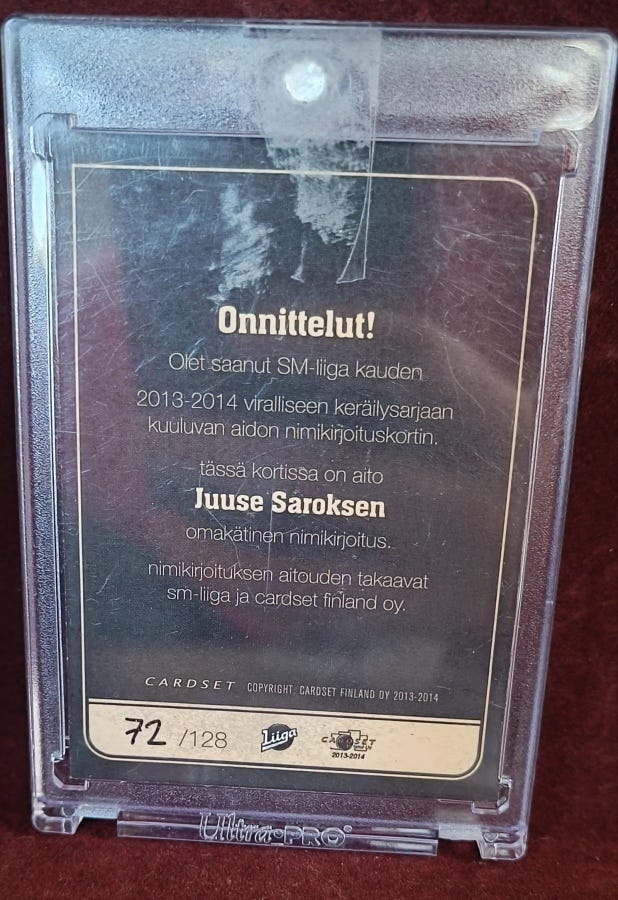 Onnittelut!
Olet saanut SM-liiga kauden
2013-2014 viralliseen keräilysarjaan
kuuluvan aidon nimikirjoituskortin.
tässä kortissa on aito
Juuse Saroksen
omakätinen nimikirjoitus.
nimikirjoituksen aitouden takaavat
sm-liiga ja cardset finland oy.
CARDSET COPYRIGHT: CARDSET FINLAND OY 2013-2014
72 /128 Liiga CARDSET
2013-2014
Ultra·PRO®